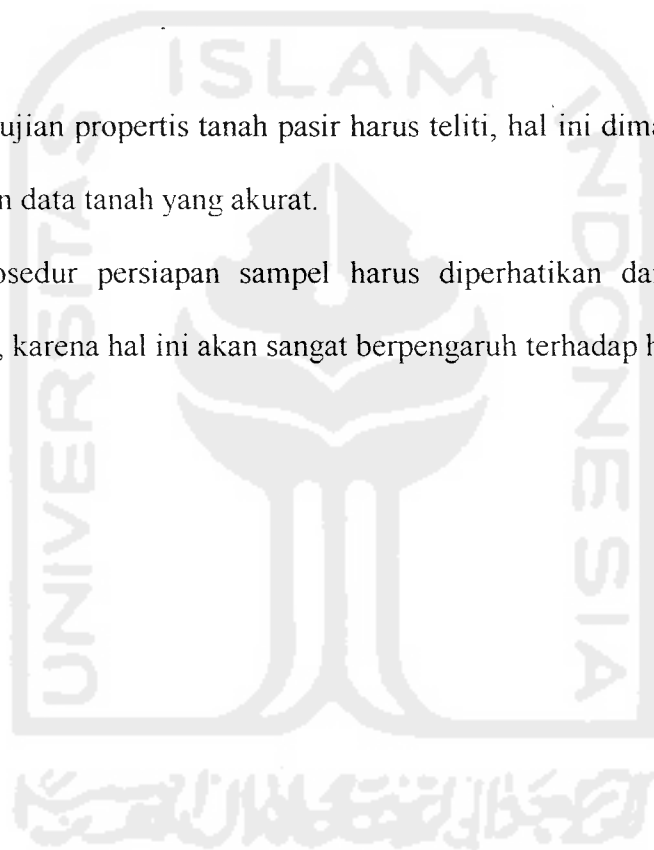 ISLAM
UNIVERSITAS
INDONESIA
ujian propertis tanah pasir harus teliti, hal ini dima
n data tanah yang akurat.
osedur persiapan sampel harus diperhatikan da
, karena hal ini akan sangat berpengaruh terhadap h